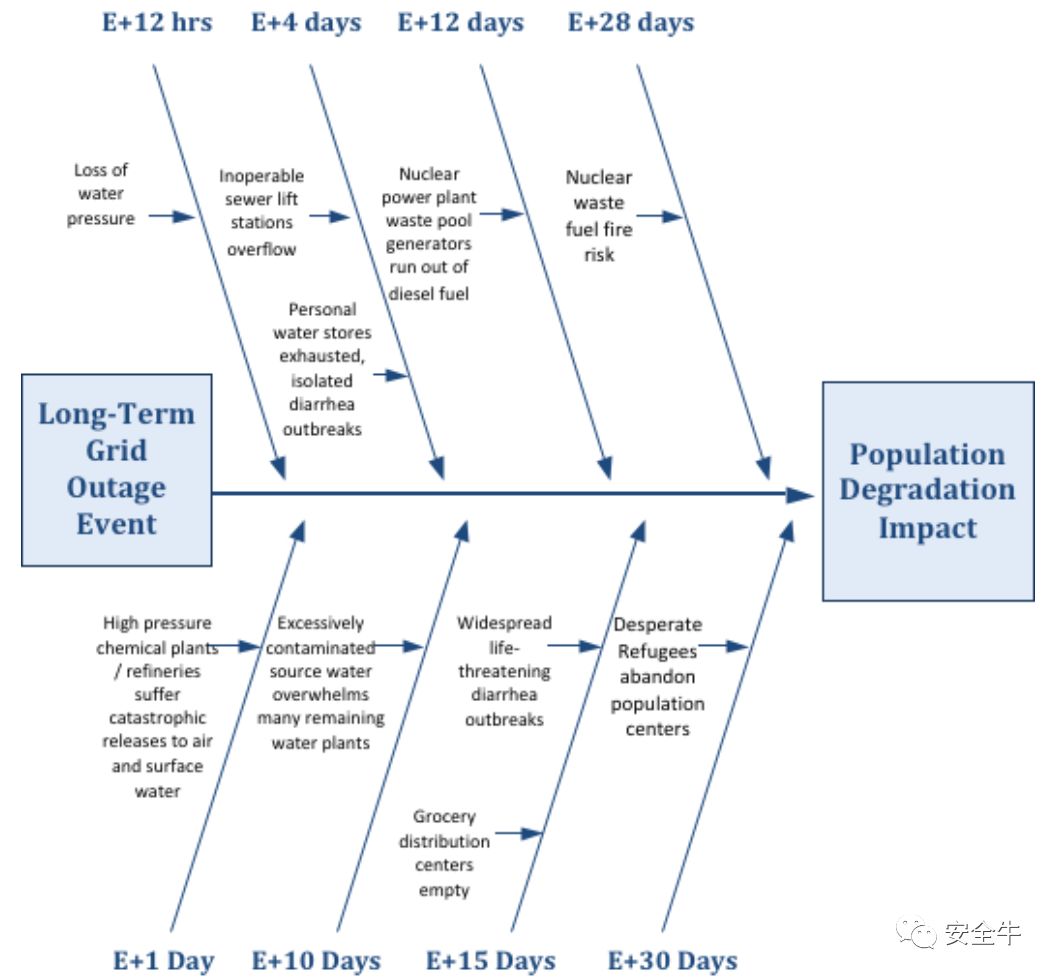 E+12 hrs
E+4 days
E+12 days
E+28 days
Loss of
water
pressure
Inoperable
sewer lift
stations
overflow
Personal
water stores
exhausted,
isolated
diarrhea
outbreaks
Nuclear
power plant
waste pool
generators
run out of
diesel fuel
Nuclear
waste
fuel fire
risk
Long-Term
Grid
Outage
Event
Population
Degradation
Impact
High pressure
chemical plants
/ refineries
suffer
catastrophic
releases to air
and surface
water
Excessively
contaminated
source water
overwhelms
many remaining
water plants
Widespread
life-
threatening
diarrhea
outbreaks
Grocery
distribution
centers
empty
Desperate
Refugees
abandon
population
centers
E+1 Day
E+10 Days
E+15 Days
E+30 Days
安全牛